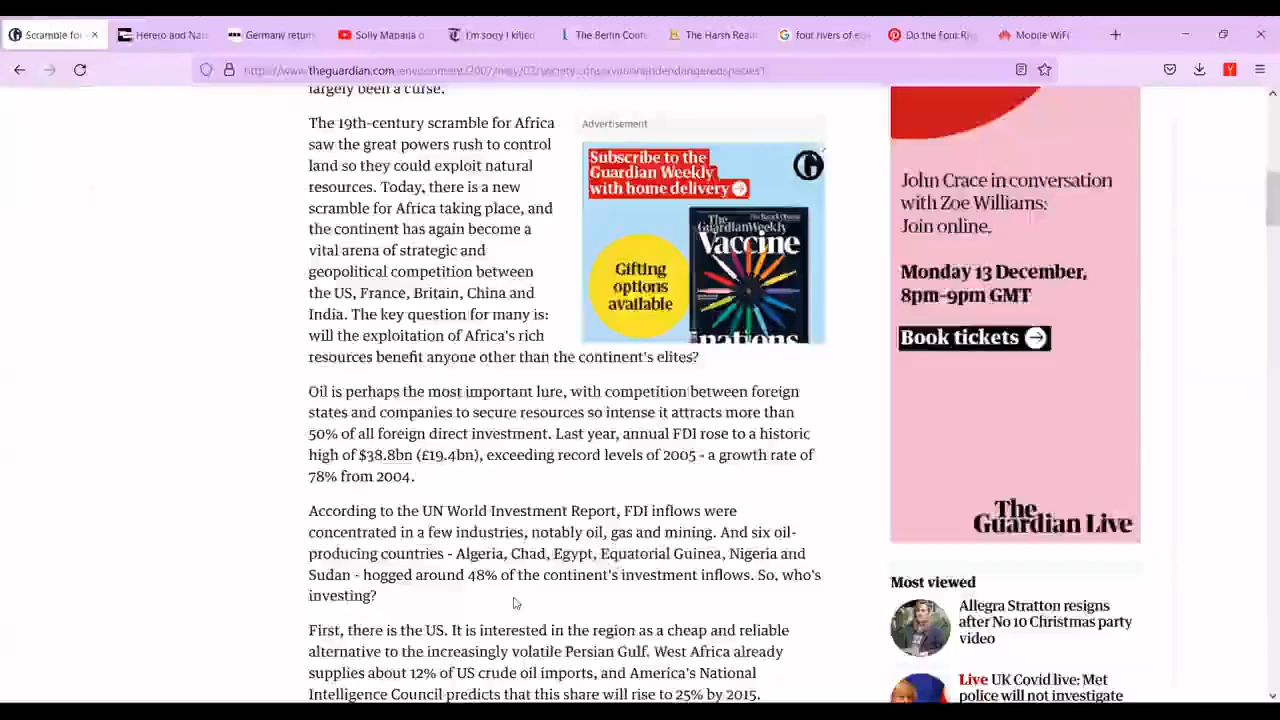 Scramble for
Herero and Na
Germany return
Solly Mapaila o
I'm sorry I killed
The Berlin Conf
The Harsh Real
four rivers of e
Do the Four Riv
Mobile WiFi
theguardian.com
largely been a curse.
The 19th-century scramble for Africa
saw the great powers rush to control
land so they could exploit natural
resources. Today, there is a new
scramble for Africa taking place, and
the continent has again become a
vital arena of strategic and
geopolitical competition between
the US, France, Britain, China and
India. The key question for many is:
will the exploitation of Africa's rich
resources benefit anyone other than the continent's elites?
Oil is perhaps the most important lure, with competition between foreign
states and companies to secure resources so intense it attracts more than
50% of all foreign direct investment. Last year, annual FDI rose to a historic
high of $38.8bn (£19.4bn), exceeding record levels of 2005 - a growth rate of
78% from 2004.
According to the UN World Investment Report, FDI inflows were
concentrated in a few industries, notably oil, gas and mining. And six oil-
producing countries - Algeria, Chad, Egypt, Equatorial Guinea, Nigeria and
Sudan - hogged around 48% of the continent's investment inflows. So, who's
investing?
First, there is the US. It is interested in the region as a cheap and reliable
alternative to the increasingly volatile Persian Gulf. West Africa already
supplies about 12% of US crude oil imports, and America's National
Intelligence Council predicts that this share will rise to 25% by 2015.
Advertisement
Subscribe to the
Guardian Weekly
with home delivery
Gifting
options
available
The
GuardianWeekly
Vaccine
nations
John Crace in conversation
with Zoe Williams:
Join online.
Monday 13 December,
8pm-9pm GMT
Book tickets
The
Guardian Live
Most viewed
Allegra Stratton resigns
after No 10 Christmas party
video
Live UK Covid live: Met
police will not investigate